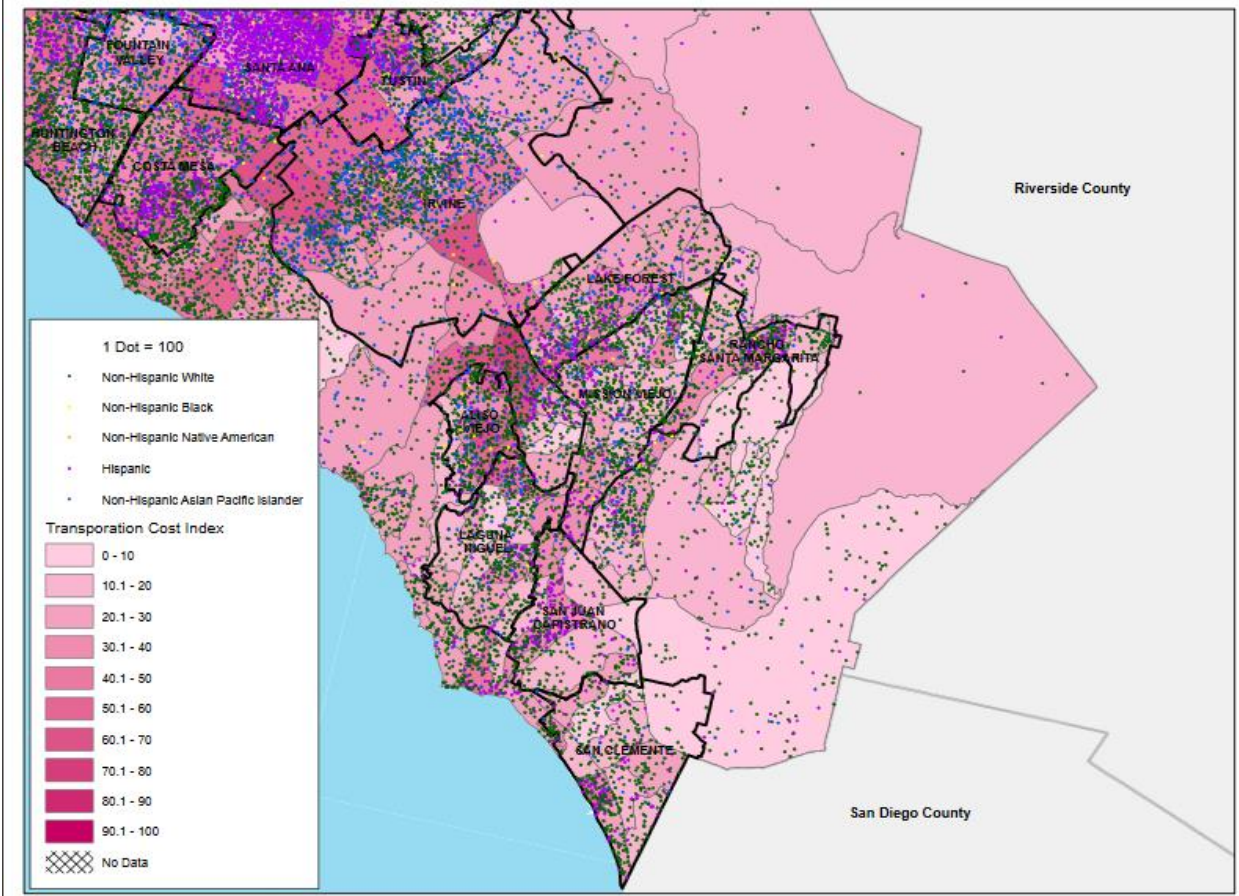 FOUNTAIN
VALLEY
SANTA ANA
TUSTIN
HUNTINGTON
BEACH
COSTA MESA
IRVINE
Riverside County
LAKE FOREST
RANCHO
SANTA MARGARITA
MISSION VIEJO
ALISO
VIEJO
LAGUNA
NIGUEL
SAN JUAN
CAPISTRANO
SAN CLEMENTE
San Diego County
1 Dot = 100
Non-Hispanic White
Non-Hispanic Black
Non-Hispanic Native American
Hispanic
Non-Hispanic Asian Pacific Islander
Transporation Cost Index
0 - 10
10.1 - 20
20.1 - 30
30.1 - 40
40.1 - 50
50.1 - 60
60.1 - 70
70.1 - 80
80.1 - 90
90.1 - 100
No Data